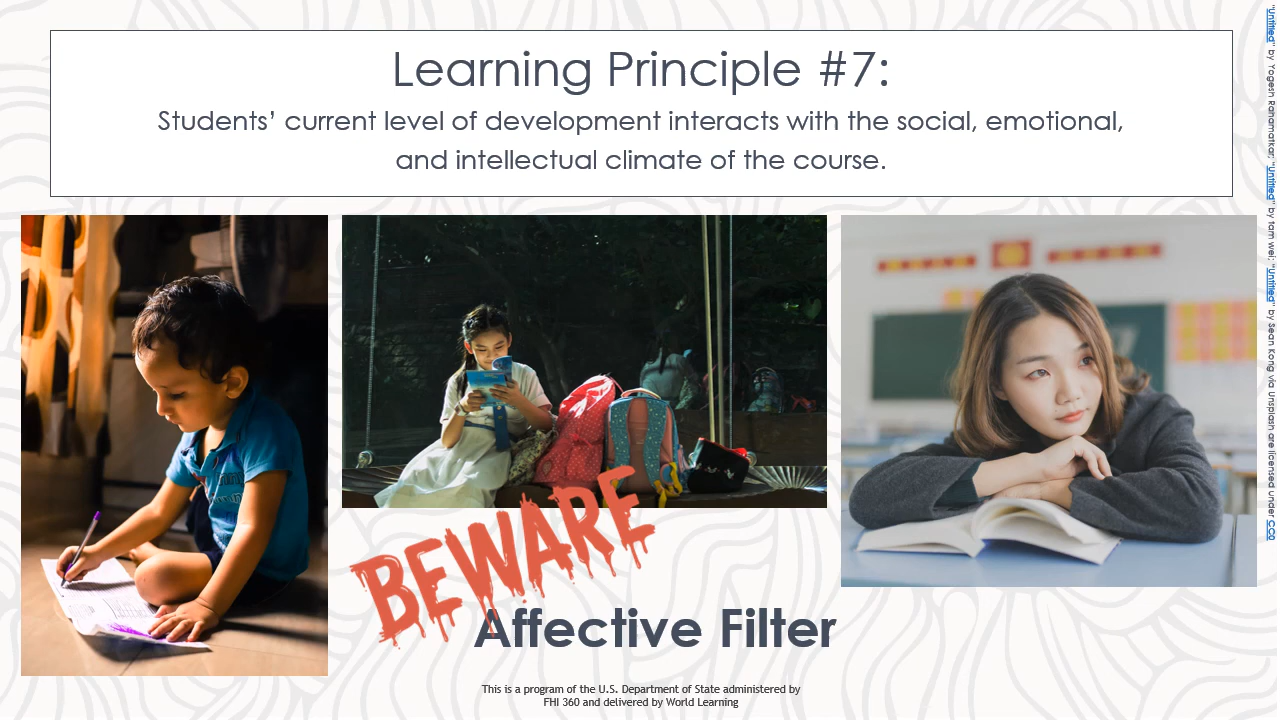 Learning Principle #7:
Students’ current level of development interacts with the social, emotional,
and intellectual climate of the course.
BEWARE
Affective Filter
This is a program of the U.S. Department of State administered by
FHI 360 and delivered by World Learning
"Untitled" by Yogesh Rahamatkar; "Untitled" by tam wei; "Untitled" by Sean Kong via Unsplash are licensed under CC0